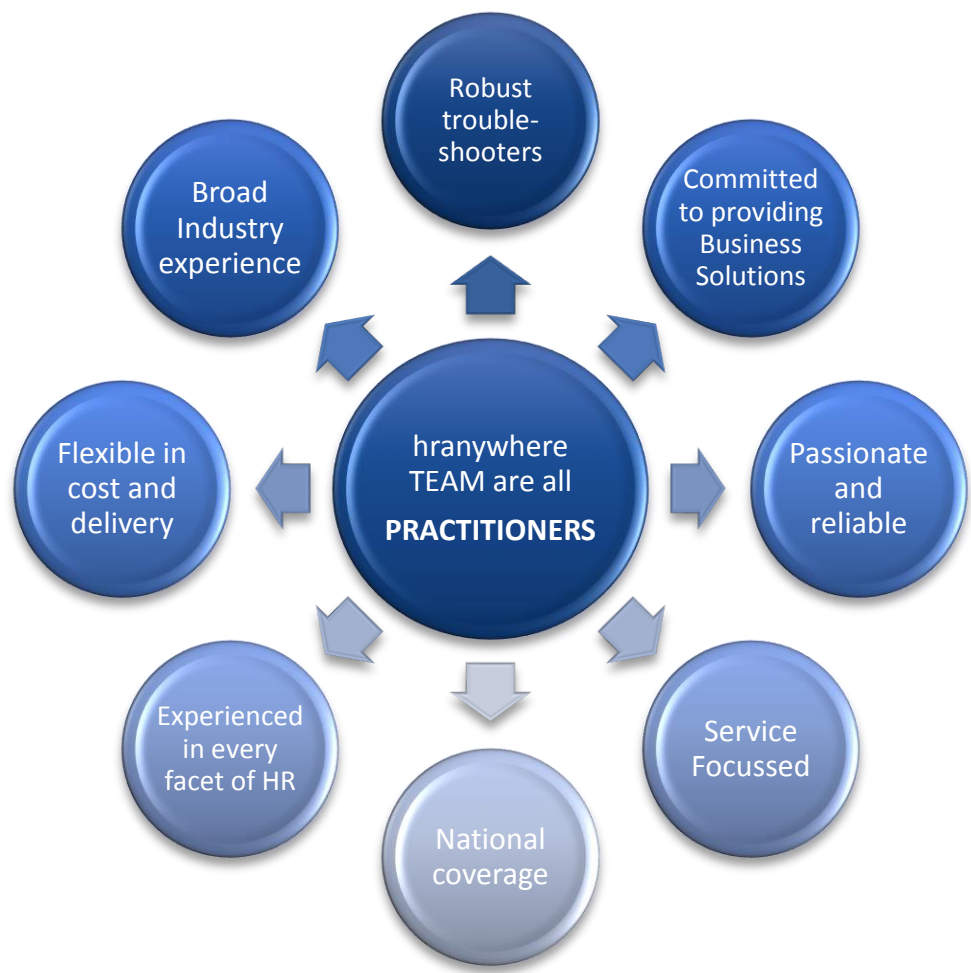 Robust
trouble-
shooters
Committed
to providing
Business
Solutions
Passionate
and
reliable
Service
Focussed
National
coverage
Experienced
in every
facet of HR
Flexible in
cost and
delivery
Broad
Industry
experience
hranywhere
TEAM are all
PRACTITIONERS